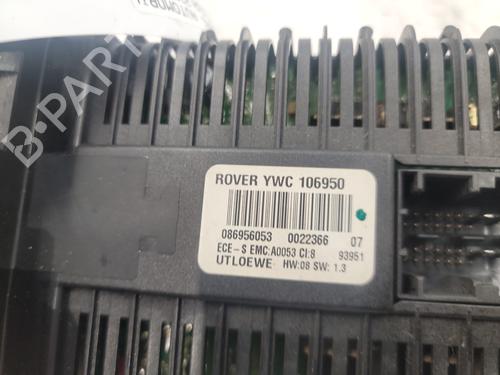 B-PARTS
ROVER YWC 106950
086956053 0022366 07
ECE-S EMC:A0053 CI:8 93951
UTLOEWE HW:08 SW: 1.3